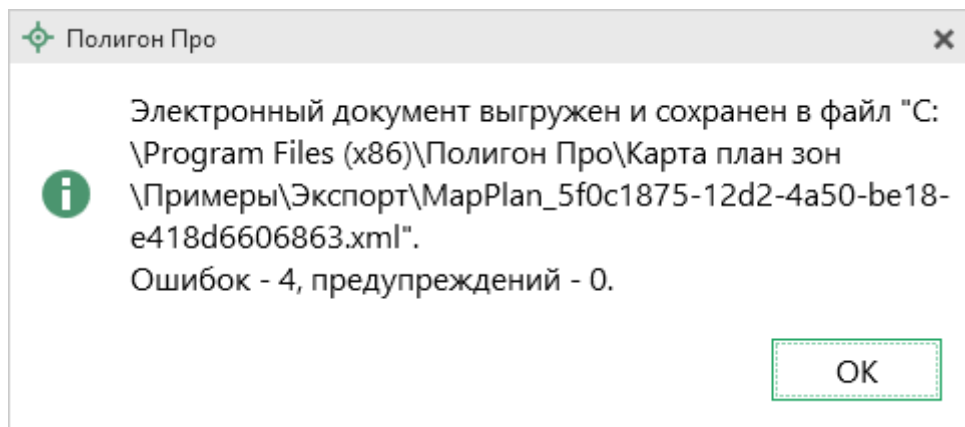 Полигон Про
Электронный документ выгружен и сохранен в файл "C:
\Program Files (x86)\Полигон Про\Карта план зон
\Примеры\Экспорт\MapPlan_5f0c1875-12d2-4a50-be18-
e418d6606863.xml".
Ошибок - 4, предупреждений - 0.
ОК